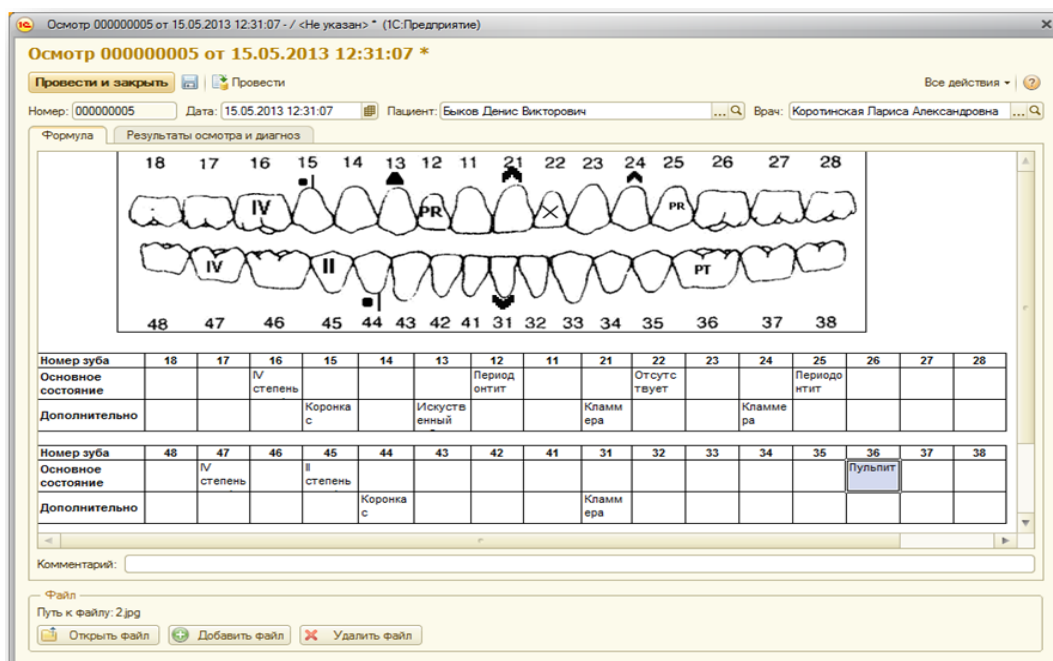 Осмотр 000000005 от 15.05.2013 12:31:07 - / <Не указан> * (1С:Предприятие)
Осмотр 000000005 от 15.05.2013 12:31:07 *
Провести и закрыть Провести Все действия
Номер: 000000005 Дата: 15.05.2013 12:31:07 Пациент: Быков Денис Викторович ... Врач: Коротинская Лариса Александровна ...
Формула Результаты осмотра и диагноз
18 17 16 15 14 13 12 11 21 22 23 24 25 26 27 28
IV PR PR
IV II PT
48 47 46 45 44 43 42 41 31 32 33 34 35 36 37 38
Номер зуба 18 17 16 15 14 13 12 11 21 22 23 24 25 26 27 28
Основное IV Период Отсутс Периодо
состояние степень онтит твует нтит
Дополнительно Коронка Искуств Кламм Кламме
с енный ера ра
Номер зуба 48 47 46 45 44 43 42 41 31 32 33 34 35 36 37 38
Основное IV II Пульпит
состояние степень степень
Дополнительно Коронка Кламм
с ера
Комментарий:
Файл
Путь к файлу: 2.jpg
Открыть файл Добавить файл Удалить файл